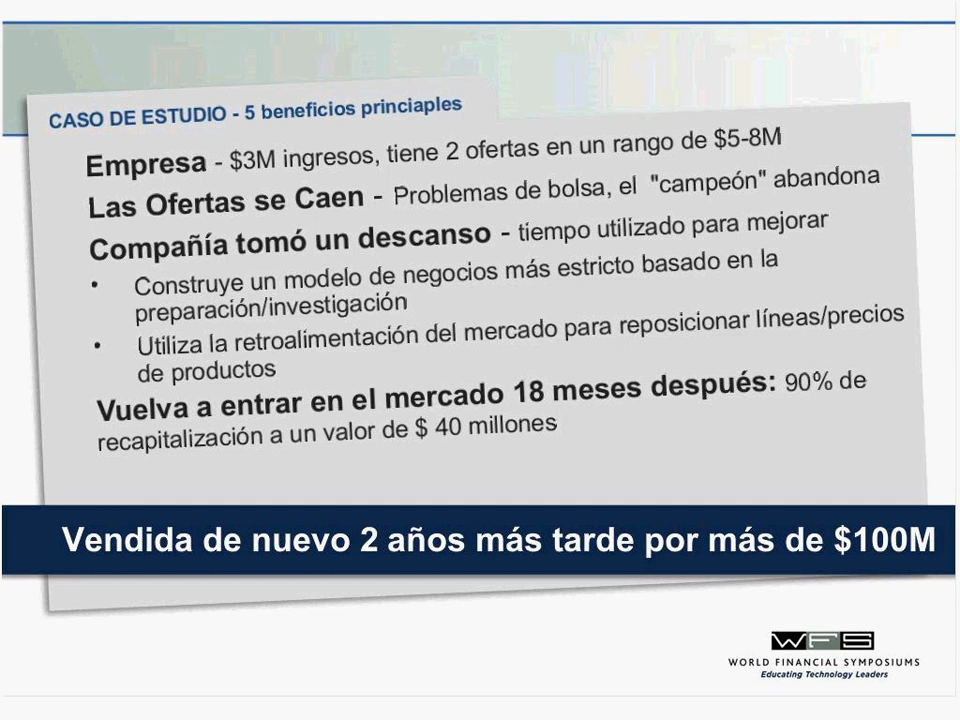 CASO DE ESTUDIO - 5 beneficios princiaples
Empresa - $3M ingresos, tiene 2 ofertas en un rango de $5-8M
Las Ofertas se Caen - Problemas de bolsa, el "campeón" abandona
Compañía tomó un descanso - tiempo utilizado para mejorar
• Construye un modelo de negocios más estricto basado en la
preparación/investigación
• Utiliza la retroalimentación del mercado para reposicionar líneas/precios
de productos
Vuelva a entrar en el mercado 18 meses después: 90% de
recapitalización a un valor de $ 40 millones
Vendida de nuevo 2 años más tarde por más de $100M
WFS
WORLD FINANCIAL SYMPOSIUMS
Educating Technology Leaders